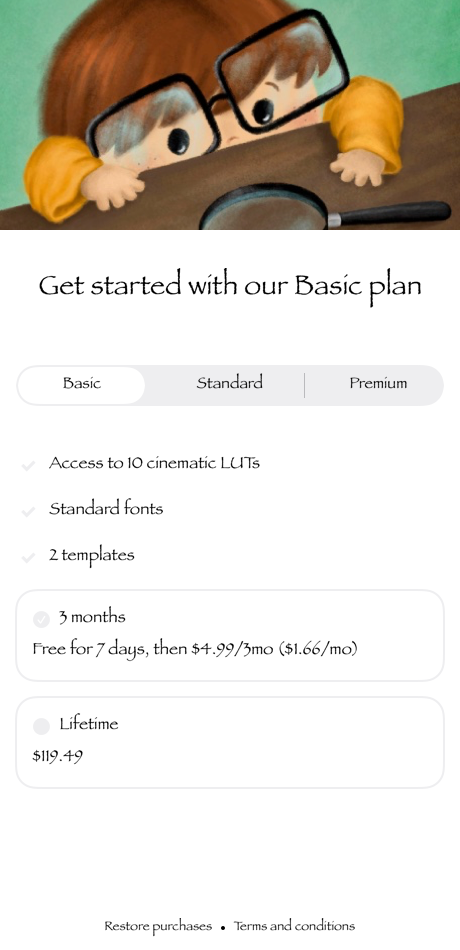 Get started with our Basic plan
Basic
Standard
Premium
Access to 10 cinematic LUTs
Standard fonts
2 templates
3 months
Free for 7 days, then $4.99/3mo ($1.66/mo)
Lifetime
$119.49
Restore purchases • Terms and conditions